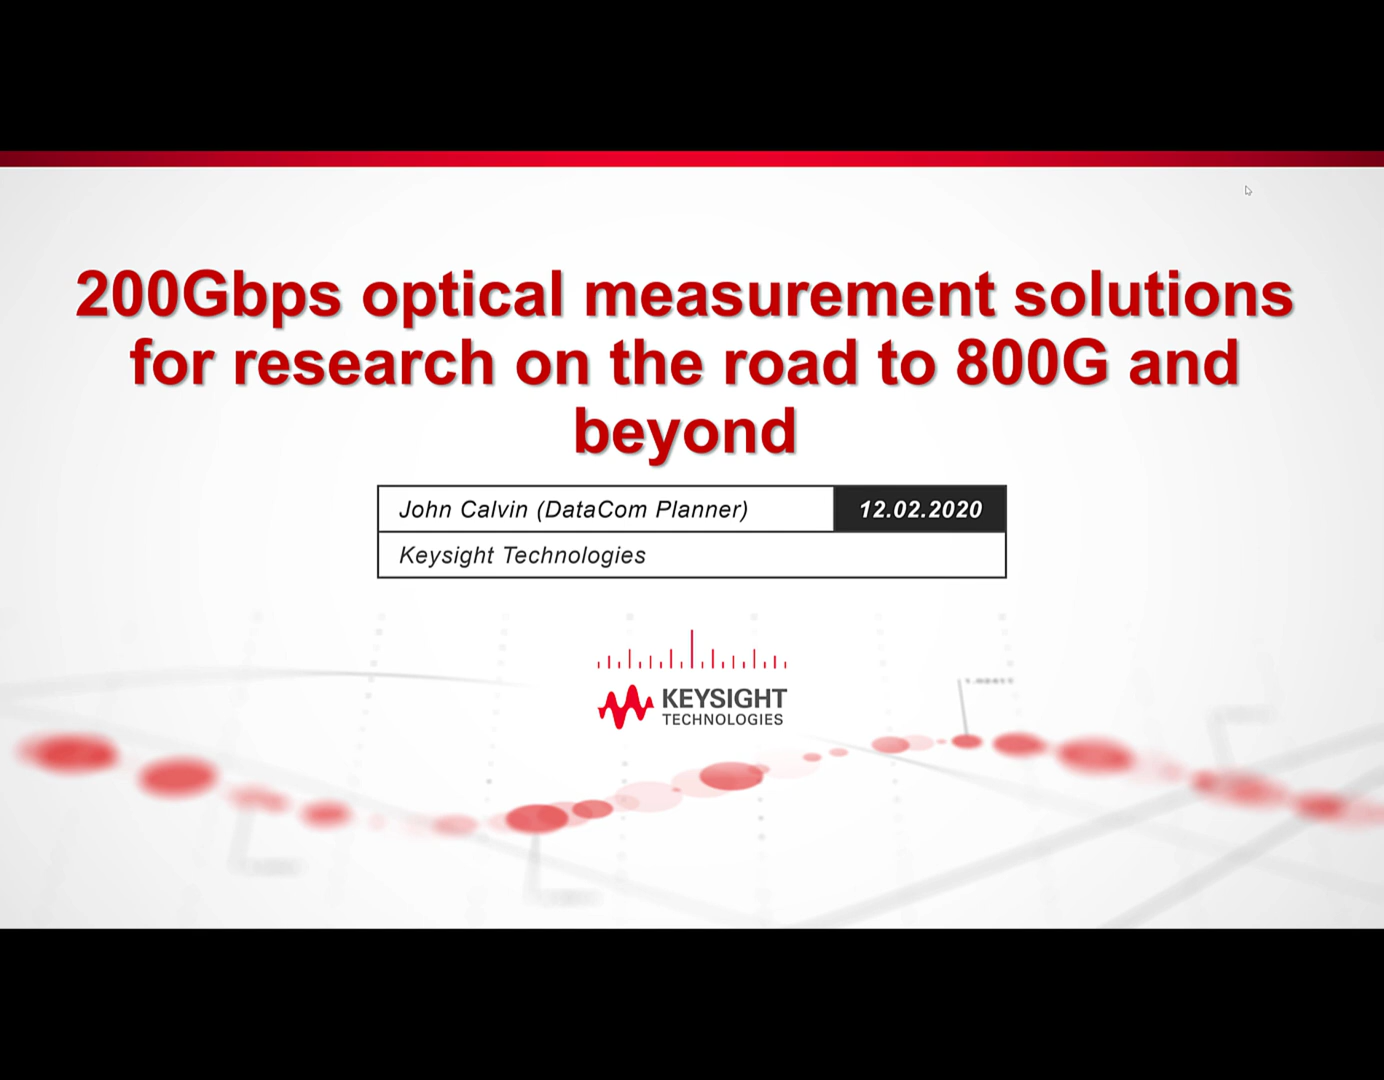 200Gbps optical measurement solutions
for research on the road to 800G and
beyond
John Calvin (DataCom Planner)
12.02.2020
Keysight Technologies
KEYSIGHT
TECHNOLOGIES